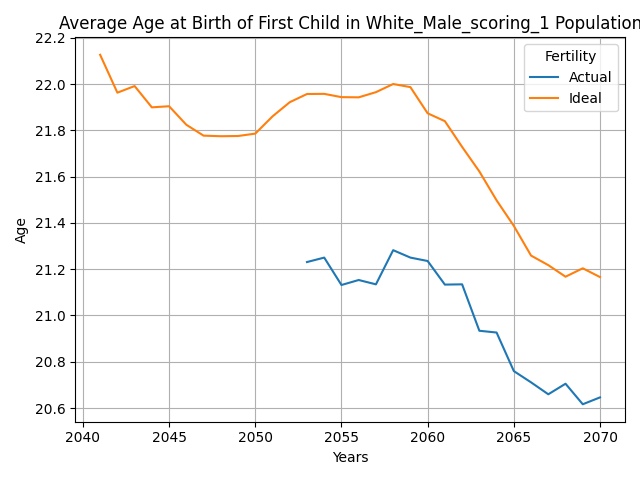 Average Age at Birth of First Child in White_Male_scoring_1 Population
Fertility
Actual
Ideal
22.2
22.0
21.8
21.6
21.4
21.2
21.0
20.8
20.6
Age
2040
2045
2050
2055
2060
2065
2070
Years